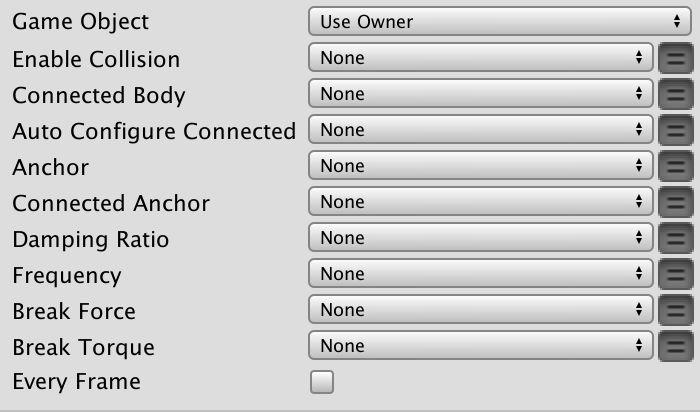 Game Object Use Owner
Enable Collision None
Connected Body None
Auto Configure Connected None
Anchor None
Connected Anchor None
Damping Ratio None
Frequency None
Break Force None
Break Torque None
Every Frame